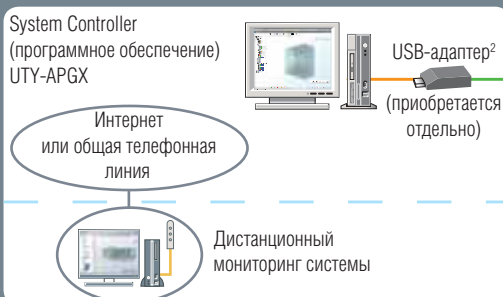 System Controller
(программное обеспечение)
UTY-APGX
USB-адаптер²
(приобретается
отдельно)
Интернет
или общая телефонная
линия
Дистанционный
мониторинг системы